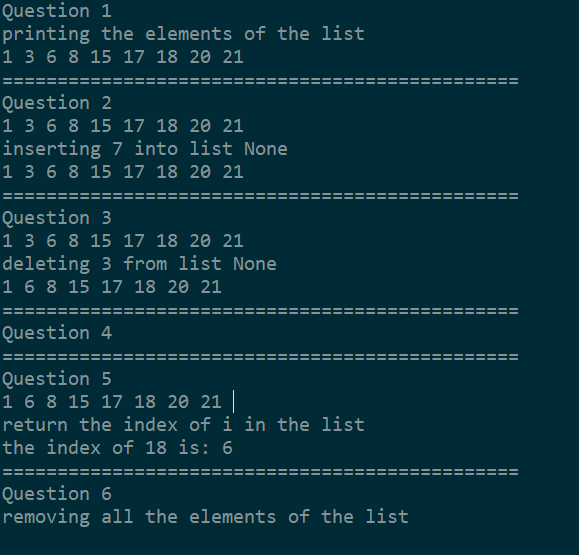 Question 1
printing the elements of the list
1 3 6 8 15 17 18 20 21
===============================================
Question 2
1 3 6 8 15 17 18 20 21
inserting 7 into list None
1 3 6 8 15 17 18 20 21
===============================================
Question 3
1 3 6 8 15 17 18 20 21
deleting 3 from list None
1 6 8 15 17 18 20 21
===============================================
Question 4
===============================================
Question 5
1 6 8 15 17 18 20 21
return the index of i in the list
the index of 18 is: 6
===============================================
Question 6
removing all the elements of the list